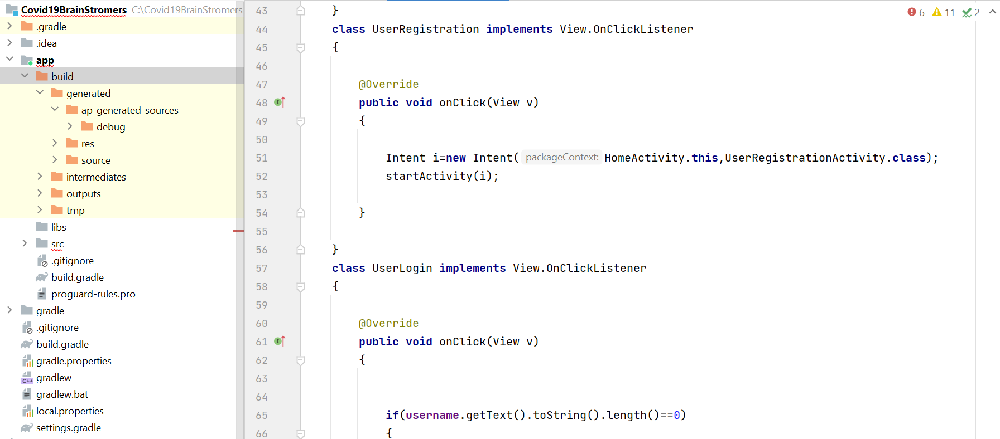 Covid19BrainStromers C:\Covid19BrainStromers
.gradle
.idea
app
build
generated
ap_generated_sources
debug
res
source
intermediates
outputs
tmp
libs
src
.gitignore
build.gradle
proguard-rules.pro
gradle
.gitignore
build.gradle
gradle.properties
gradlew
gradlew.bat
local.properties
settings.gradle
6 11 2
43 }
44 class UserRegistration implements View.OnClickListener
45 {
46
47 @Override
48 public void onClick(View v)
49 {
50
51 Intent i=new Intent( packageContext: HomeActivity.this,UserRegistrationActivity.class);
52 startActivity(i);
53
54 }
55
56 }
57 class UserLogin implements View.OnClickListener
58 {
59
60 @Override
61 public void onClick(View v)
62 {
63
64
65 if(username.getText().toString().length()==0)
66 {